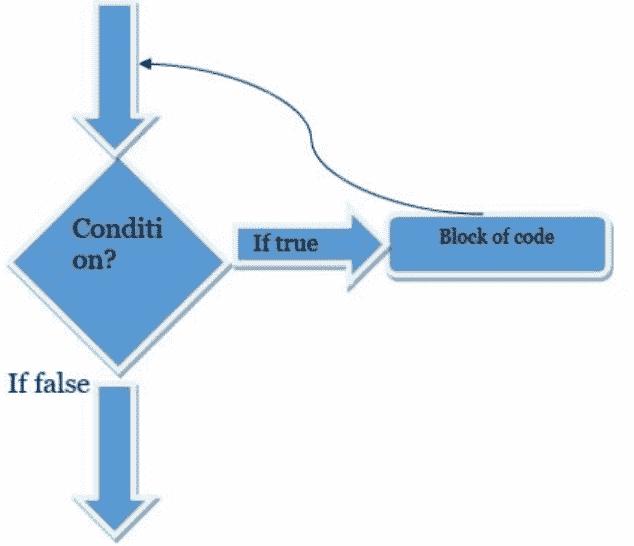 Conditi
on?
If true
Block of code
If false